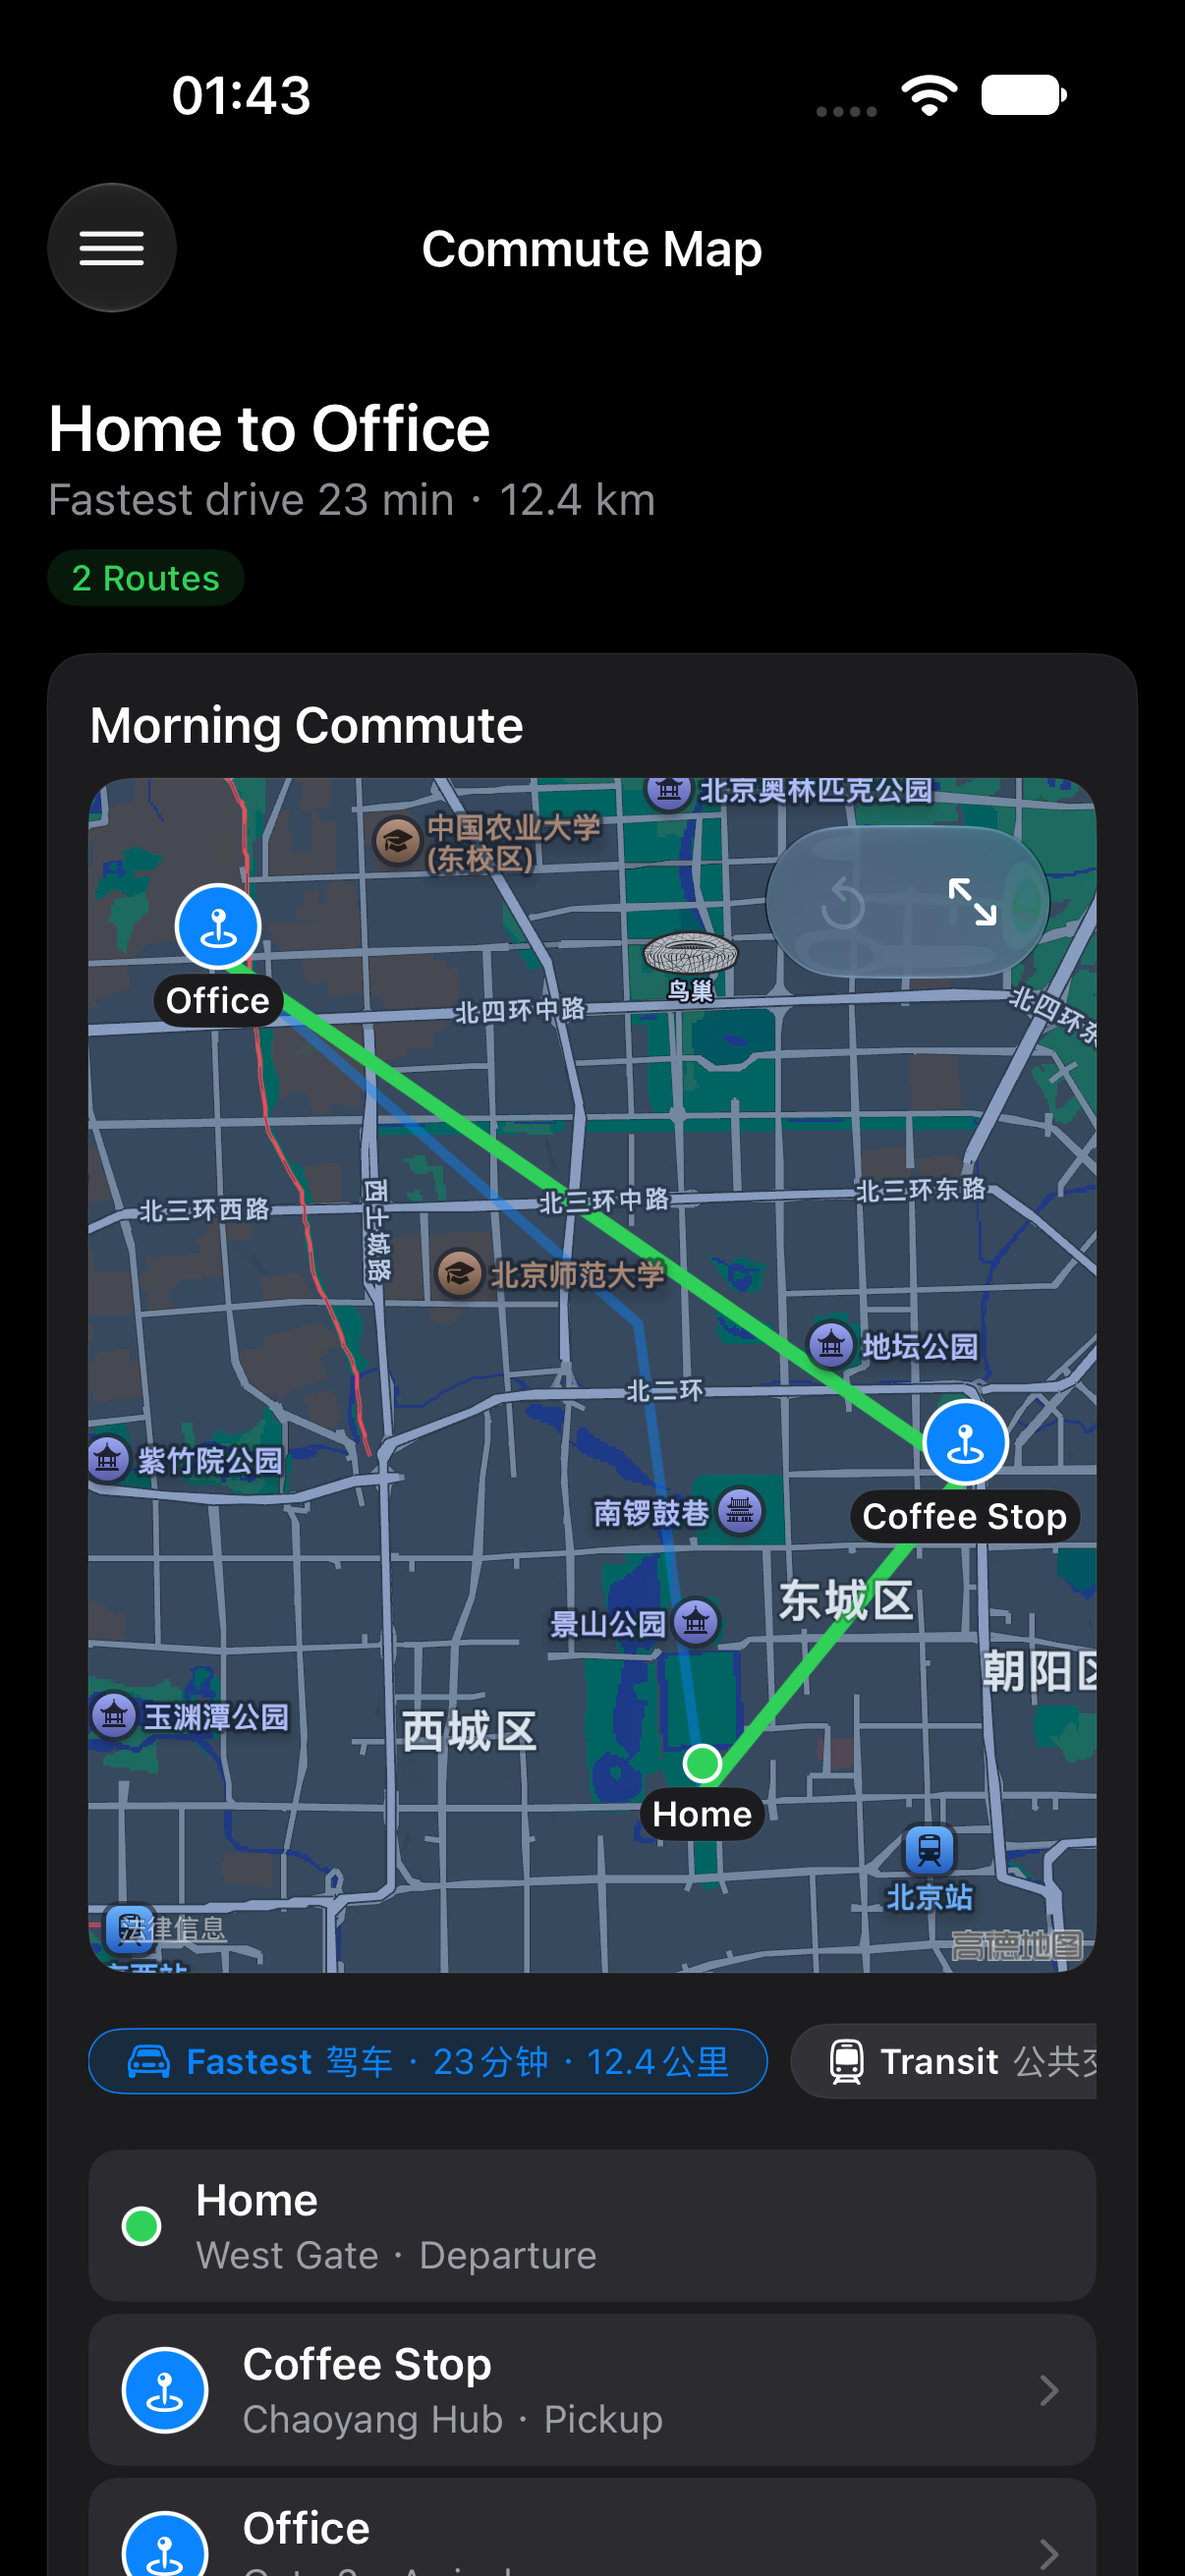 01:43
Commute Map
Home to Office
Fastest drive 23 min · 12.4 km
2 Routes
Morning Commute
北京奥林匹克公园
中国农业大学
(东校区)
鸟巢
Office
北四环中路
北四环东
北三环西路
西土城路
北三环中路
北三环东路
北京师范大学
地坛公园
北二环
紫竹院公园
南锣鼓巷
Coffee Stop
东城区
景山公园
朝阳区
玉渊潭公园
西城区
Home
北京站
法律信息
高德地图
Fastest 驾车 · 23分钟 · 12.4公里
Transit 公共交
Home
West Gate · Departure
Coffee Stop
Chaoyang Hub · Pickup
Office